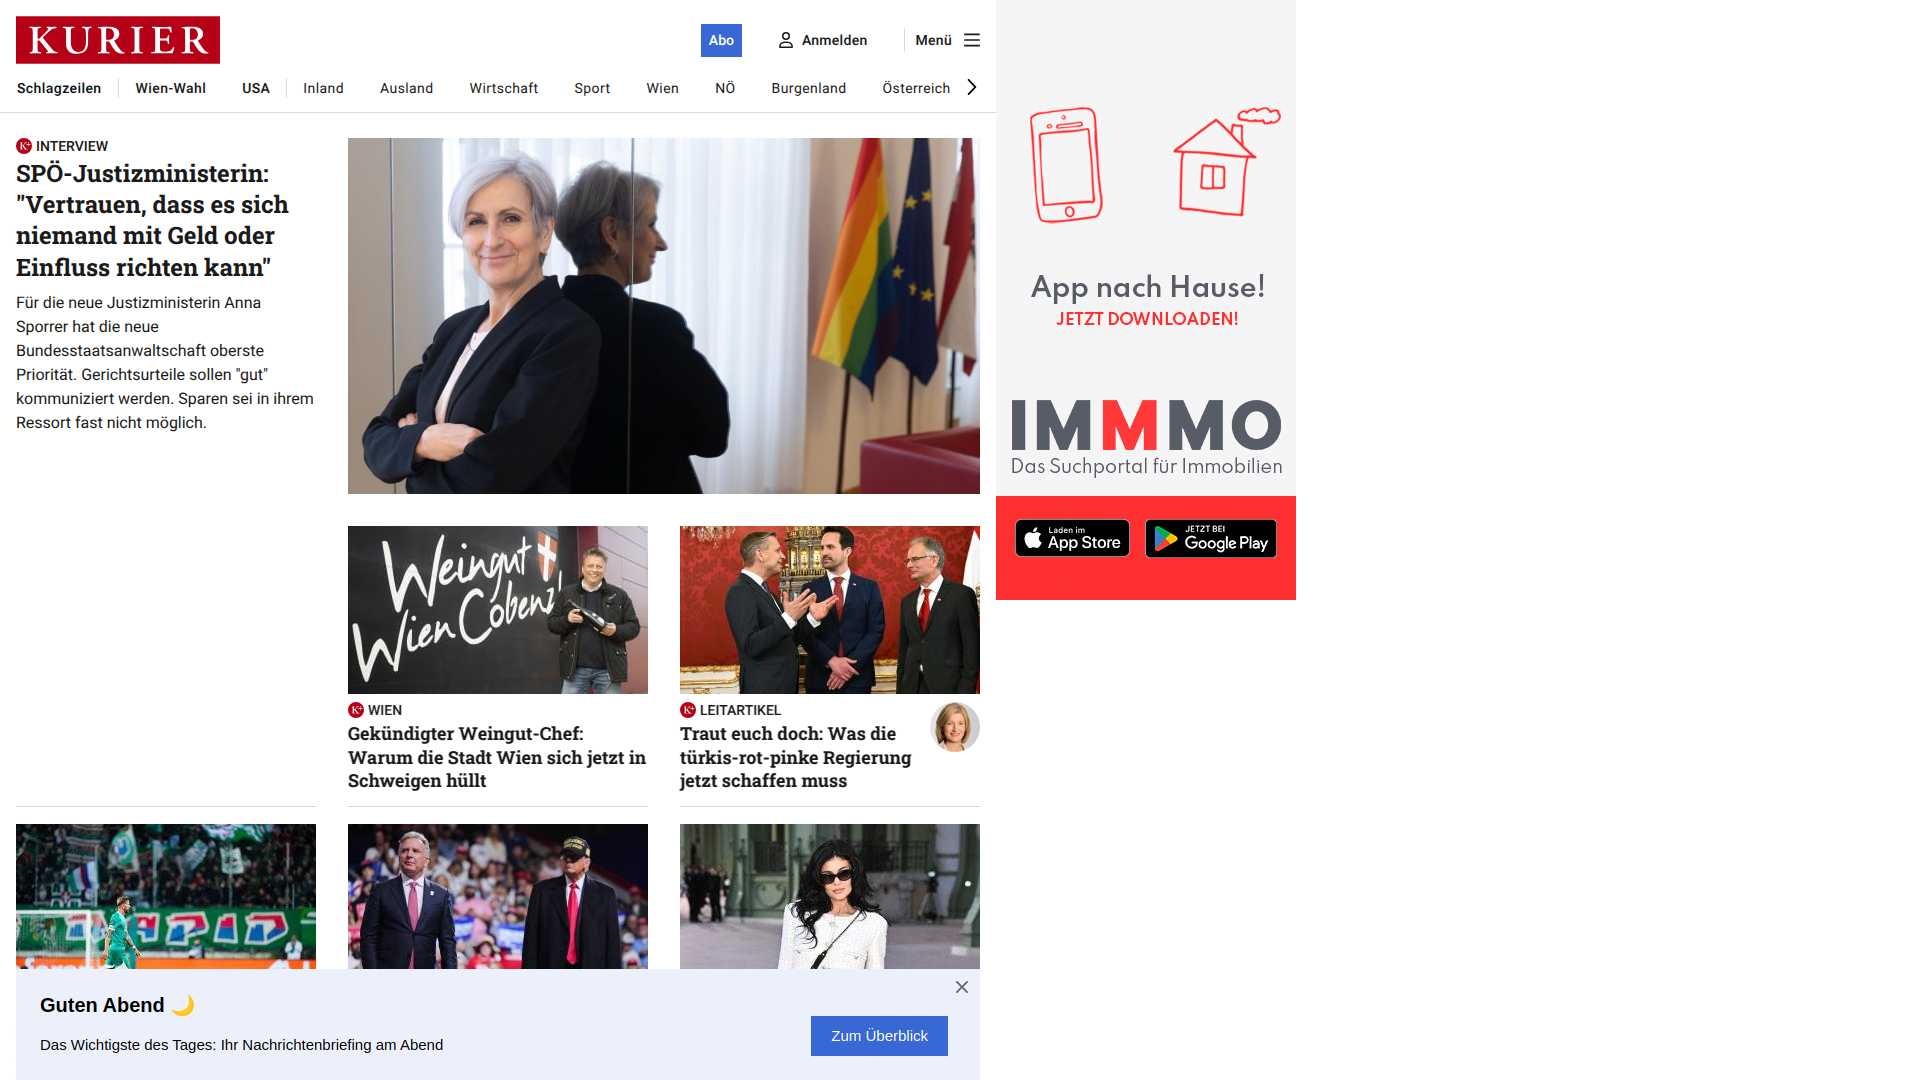 KURIER
Abo
Anmelden
Menü
Schlagzeilen
Wien-Wahl
USA
Inland
Ausland
Wirtschaft
Sport
Wien
NÖ
Burgenland
Österreich
INTERVIEW
SPÖ-Justizministerin:
"Vertrauen, dass es sich
niemand mit Geld oder
Einfluss richten kann"
Für die neue Justizministerin Anna
Sporrer hat die neue
Bundesstaatsanwaltschaft oberste
Priorität. Gerichtsurteile sollen "gut"
kommuniziert werden. Sparen sei in ihrem
Ressort fast nicht möglich.
Weingut
Wien Cobenzl
K+ WIEN
Gekündigter Weingut-Chef:
Warum die Stadt Wien sich jetzt in
Schweigen hüllt
K+ LEITARTIKEL
Traut euch doch: Was die
türkis-rot-pinke Regierung
jetzt schaffen muss
Guten Abend 🌙
Das Wichtigste des Tages: Ihr Nachrichtenbriefing am Abend
Zum Überblick
App nach Hause!
JETZT DOWNLOADEN!
IMMMO
Das Suchportal für Immobilien
Laden im
App Store
JETZT BEI
Google Play